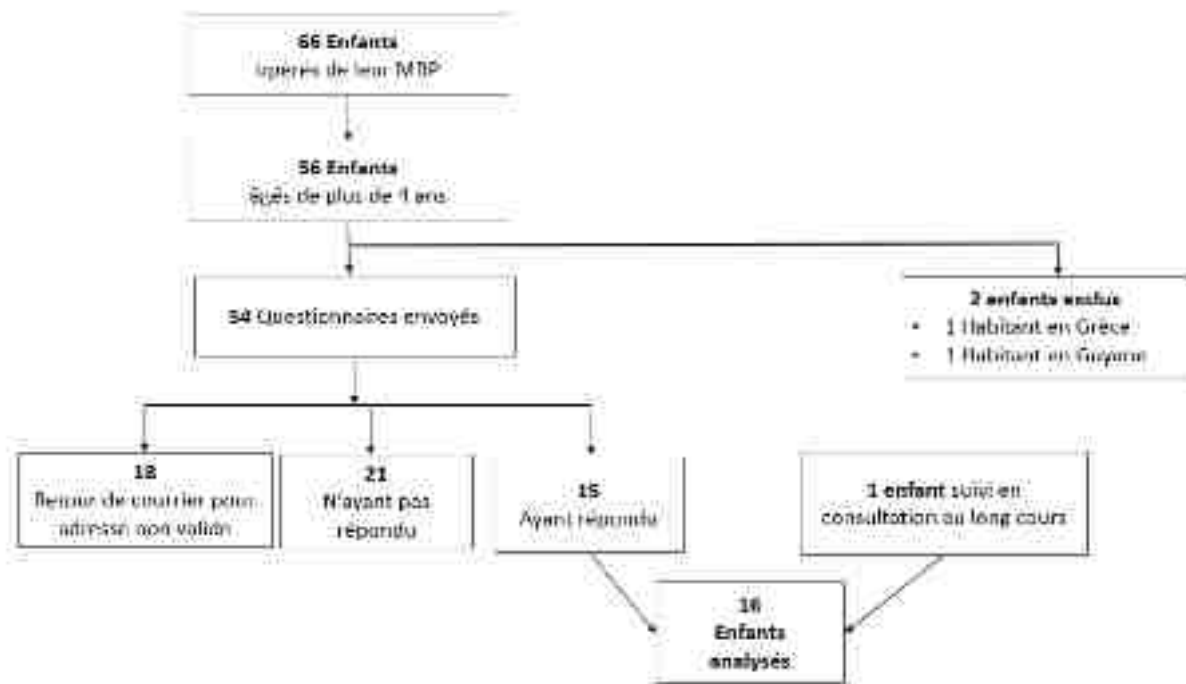 66 Enfants
opérés de leur MBP
56 Enfants
âgés de plus de 4 ans
54 Questionnaires envoyés
2 enfants exclus
• 1 Habitant en Grèce
• 1 Habitant en Guyane
18
Retour de courrier pour
adresse non valide
21
N'ayant pas
répondu
15
Ayant répondu
1 enfant suivi en
consultation au long cours
16
Enfants
analysés